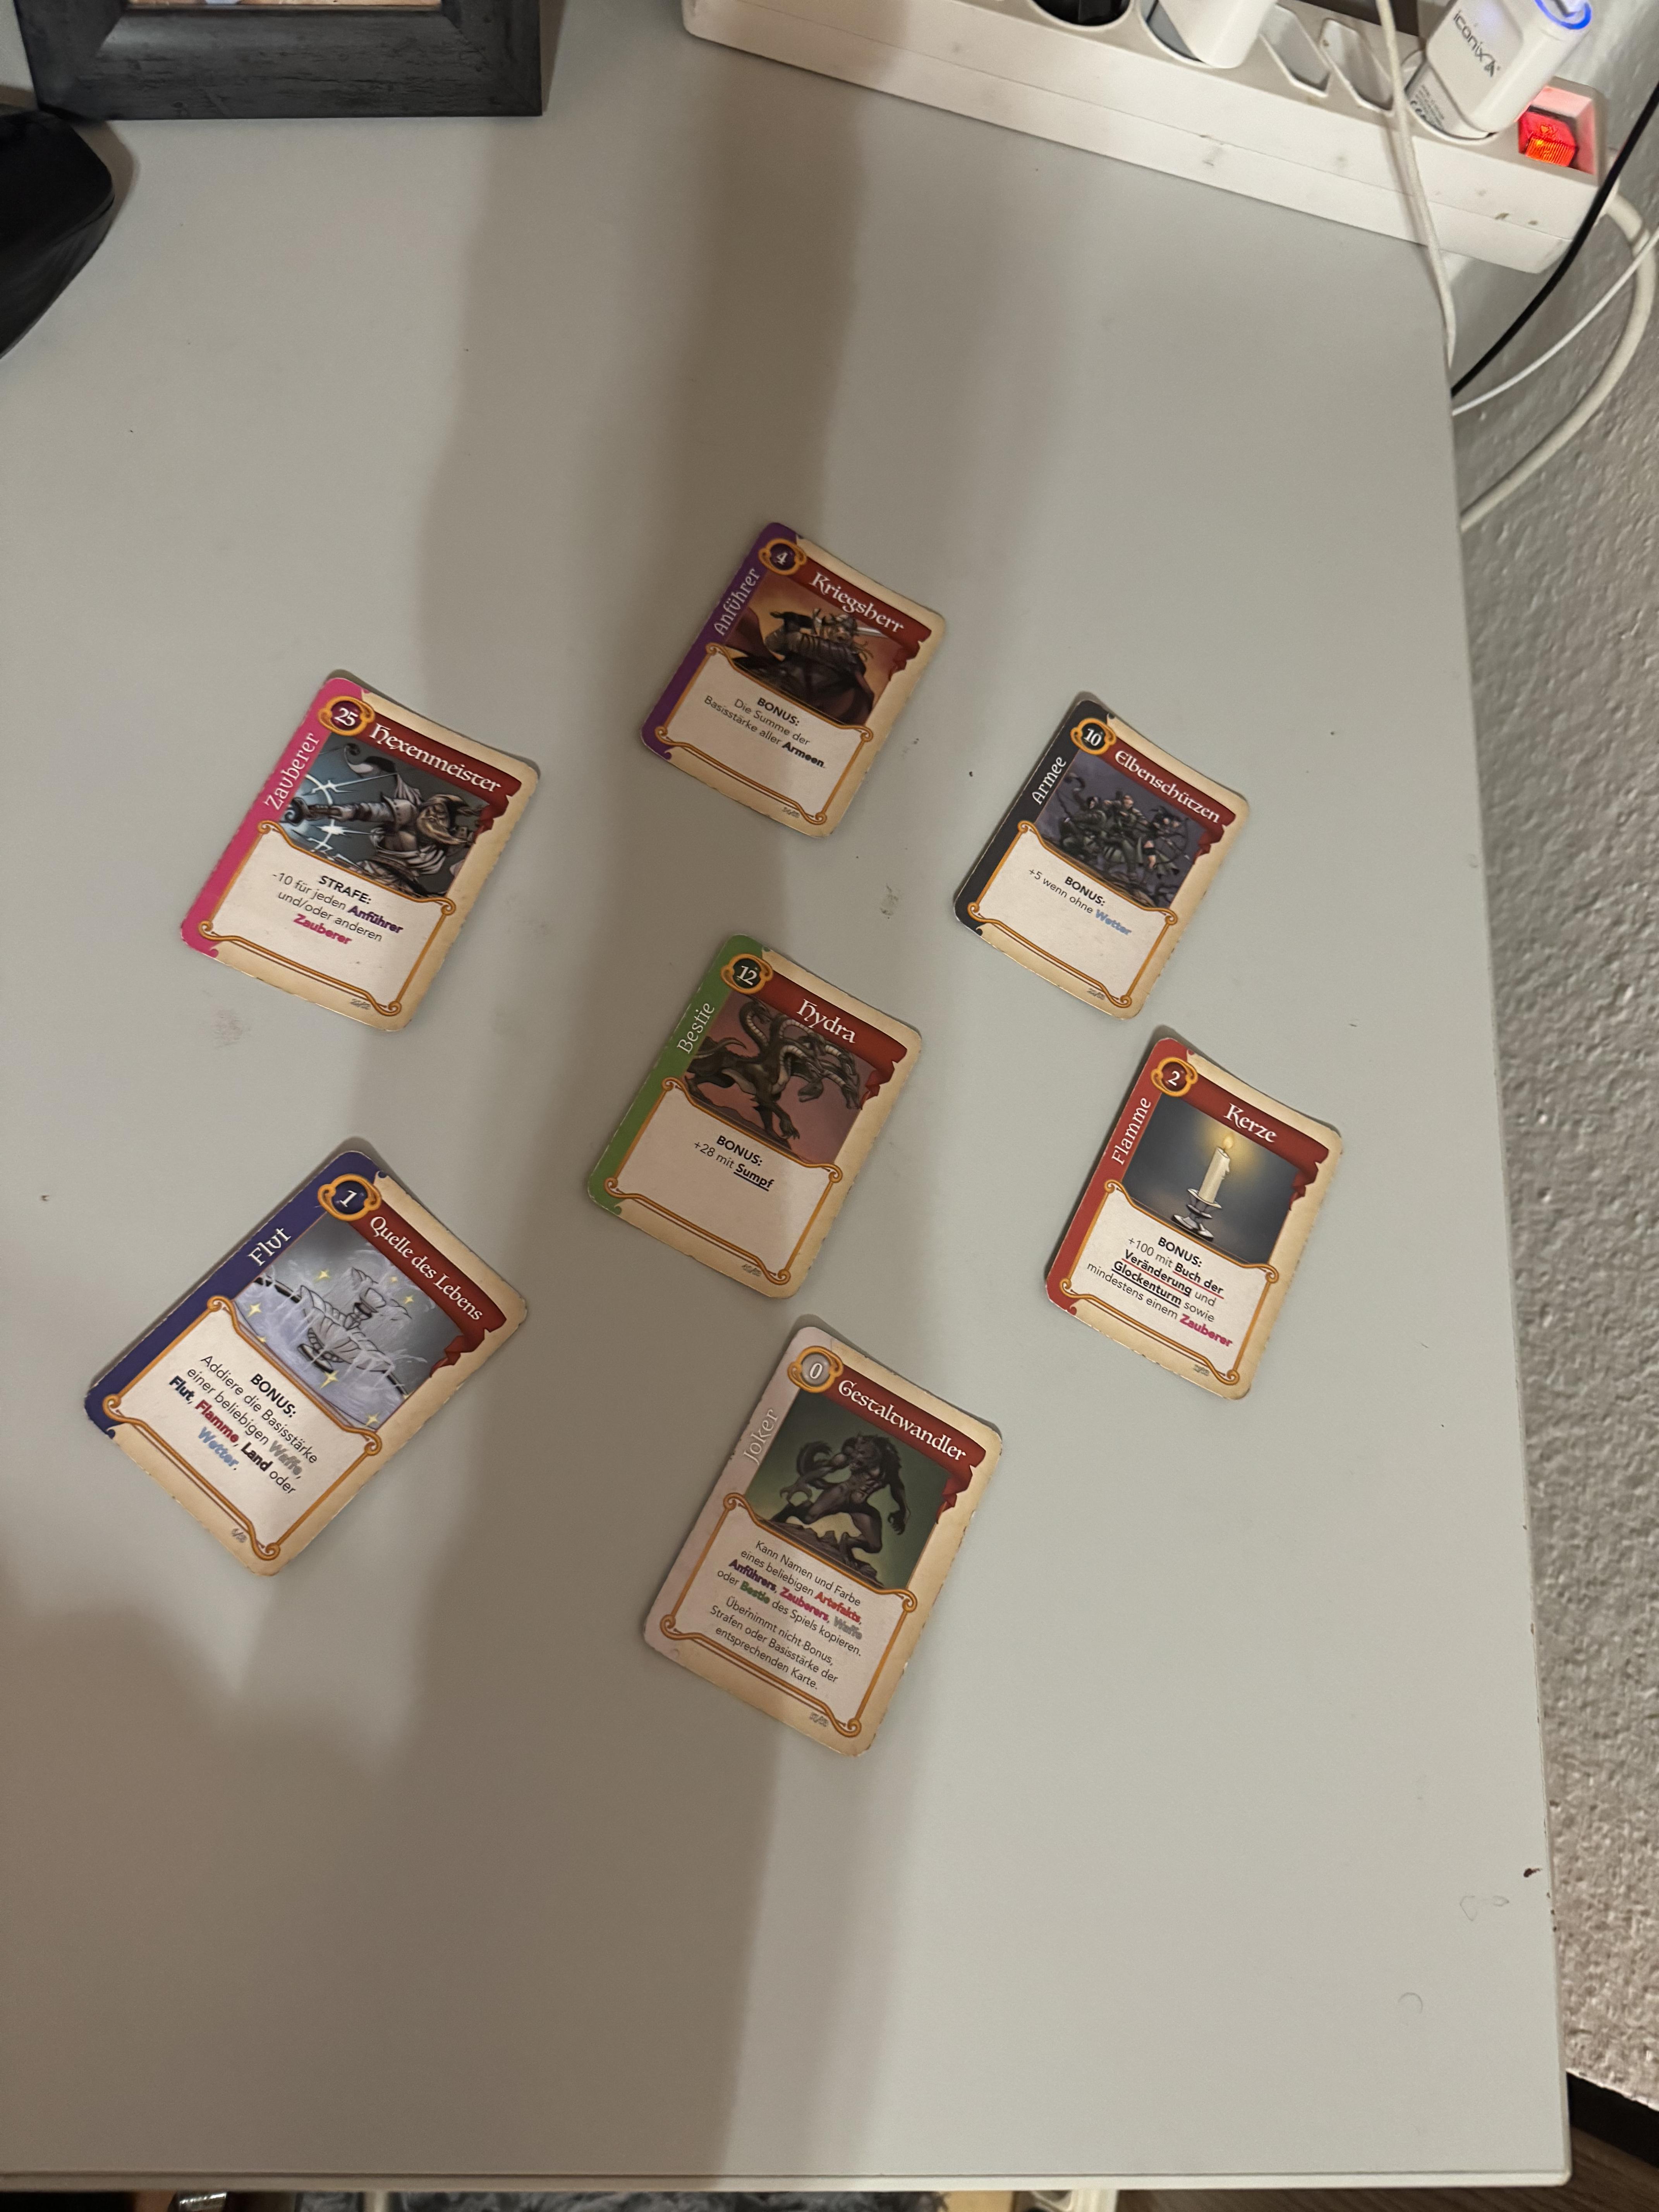 iconix
4
Kriegsherr
Anführer
BONUS:
Die Summe der
Basisstärke aller Armeen.
25
Hexenmeister
Zauberer
STRAFE:
-10 für jeden Anführer
und/oder anderen
Zauberer
10
Elbenschützen
Armee
BONUS:
+5 wenn ohne Wetter
12
Hydra
Bestie
BONUS:
+28 mit Sumpf
2
Kerze
Flamme
BONUS:
+100 mit Buch der
Veränderung und
Glockenturm sowie
mindestens einem Zauberer
1
Quelle des Lebens
Flut
BONUS:
Addiere die Basisstärke
einer beliebigen Waffe,
Flut, Flamme, Land oder
Wetter.
0
Gestaltwandler
Joker
Kann Namen und Farbe
eines beliebigen Artefakts,
Anführers, Zauberers, Waffe
oder Bestie des Spiels kopieren.
Übernimmt nicht Bonus,
Strafen oder Basisstärke der
entsprechenden Karte.